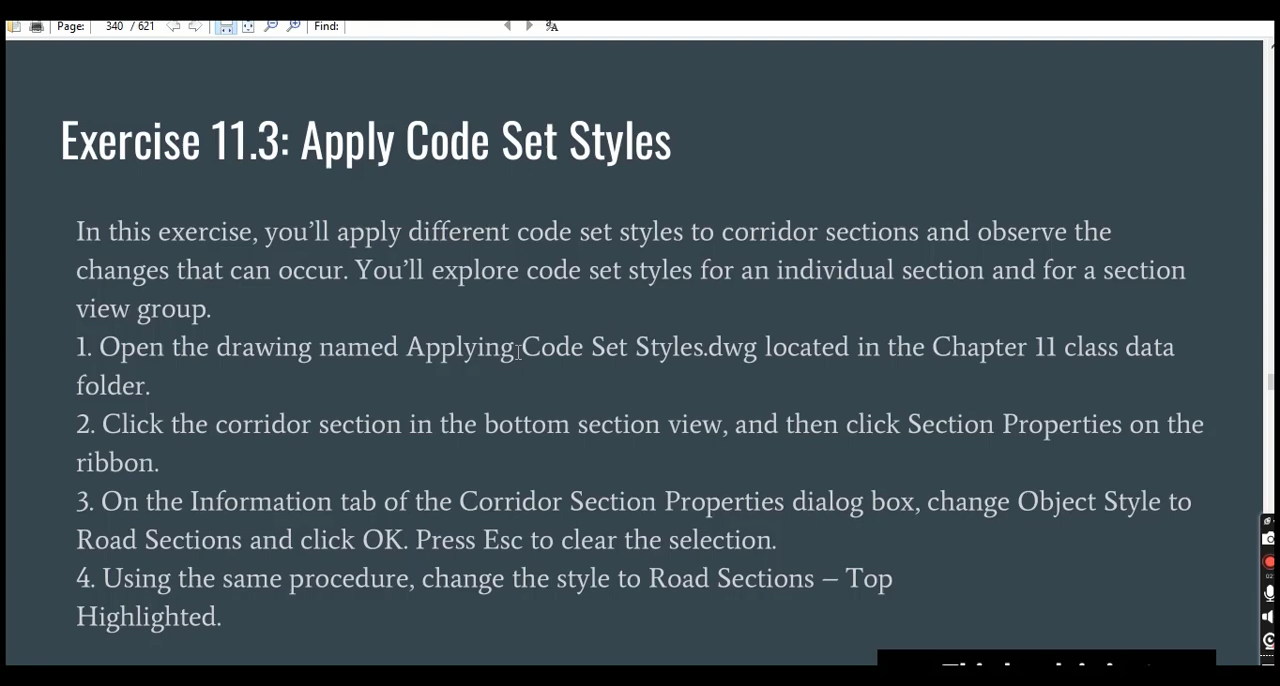 Page: 340 / 621 Find:
Exercise 11.3: Apply Code Set Styles
In this exercise, you’ll apply different code set styles to corridor sections and observe the
changes that can occur. You’ll explore code set styles for an individual section and for a section
view group.
1. Open the drawing named Applying Code Set Styles.dwg located in the Chapter 11 class data
folder.
2. Click the corridor section in the bottom section view, and then click Section Properties on the
ribbon.
3. On the Information tab of the Corridor Section Properties dialog box, change Object Style to
Road Sections and click OK. Press Esc to clear the selection.
4. Using the same procedure, change the style to Road Sections – Top
Highlighted.